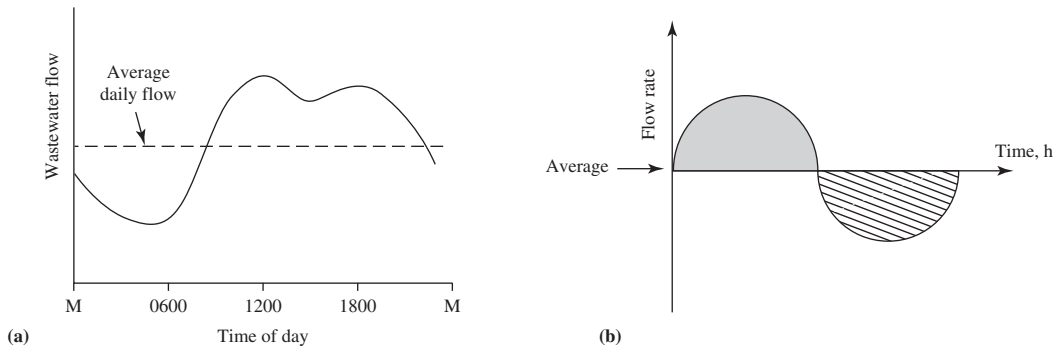 Wastewater flow
Average
daily flow
M
0600
1200
1800
M
Time of day
(a)
Flow rate
Average
Time, h
(b)